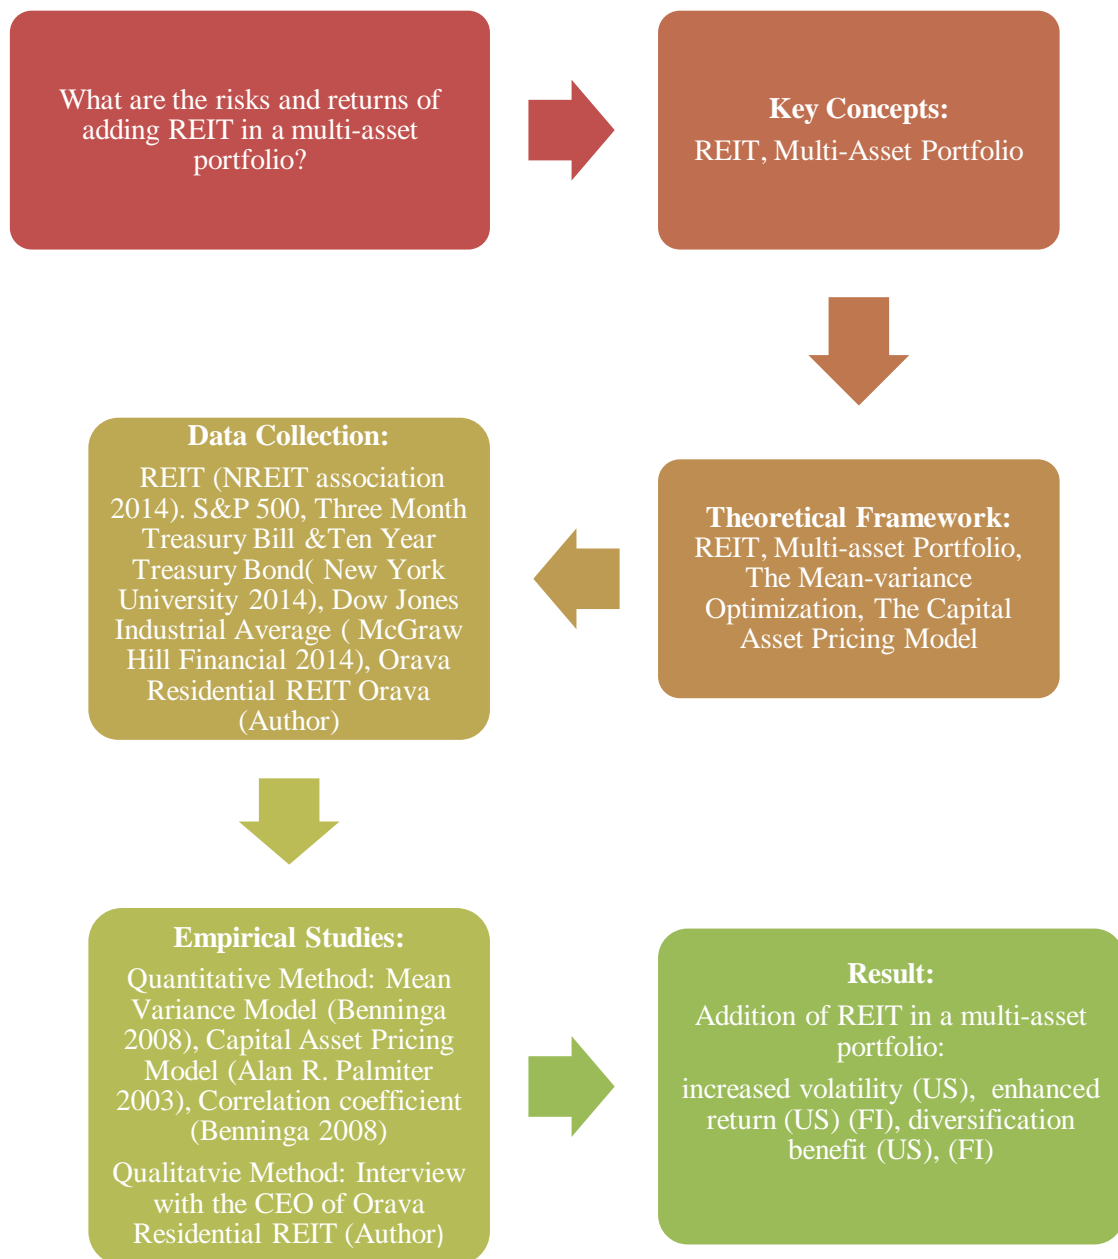 What are the risks and returns of
adding REIT in a multi-asset
portfolio?
Key Concepts:
REIT, Multi-Asset Portfolio
Theoretical Framework:
REIT, Multi-asset Portfolio,
The Mean-variance
Optimization, The Capital
Asset Pricing Model
Data Collection:
REIT (NREIT association
2014). S&P 500, Three Month
Treasury Bill &Ten Year
Treasury Bond( New York
University 2014), Dow Jones
Industrial Average ( McGraw
Hill Financial 2014), Orava
Residential REIT Orava
(Author)
Empirical Studies:
Quantitative Method: Mean
Variance Model (Benninga
2008), Capital Asset Pricing
Model (Alan R. Palmiter
2003), Correlation coefficient
(Benninga 2008)
Qualitatvie Method: Interview
with the CEO of Orava
Residential REIT (Author)
Result:
Addition of REIT in a multi-asset
portfolio:
increased volatility (US), enhanced
return (US) (FI), diversification
benefit (US), (FI)